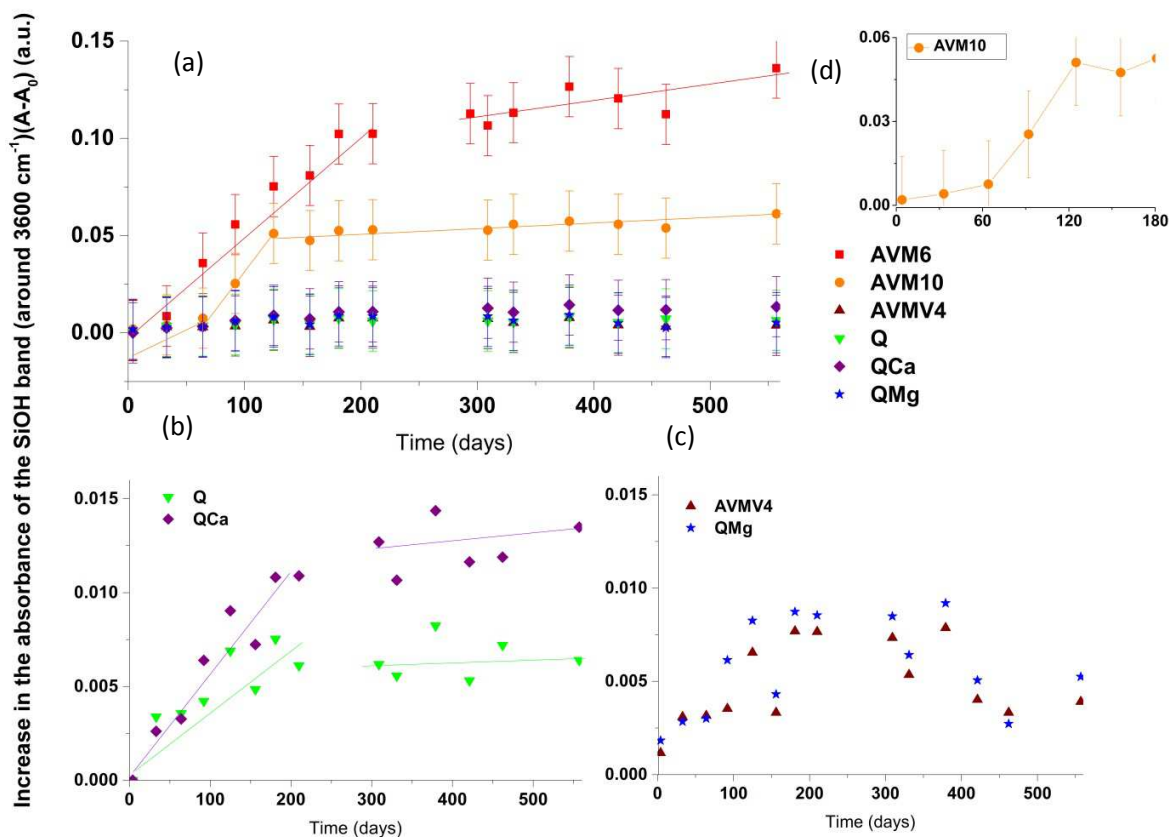 Increase in the absorbance of the SiOH band (around 3600 cm⁻¹)(A-A₀) (a.u.)
(a)
0.15
0.10
0.05
0.00
0 100 200 300 400 500
Time (days)
(d)
AVM10
0.06
0.03
0.00
0 60 120 180
AVM6
AVM10
AVMV4
Q
QCa
QMg
(b)
Q
QCa
0.015
0.010
0.005
0.000
0 100 200 300 400 500
Time (days)
(c)
AVMV4
QMg
0.015
0.010
0.005
0.000
0 100 200 300 400 500
Time (days)